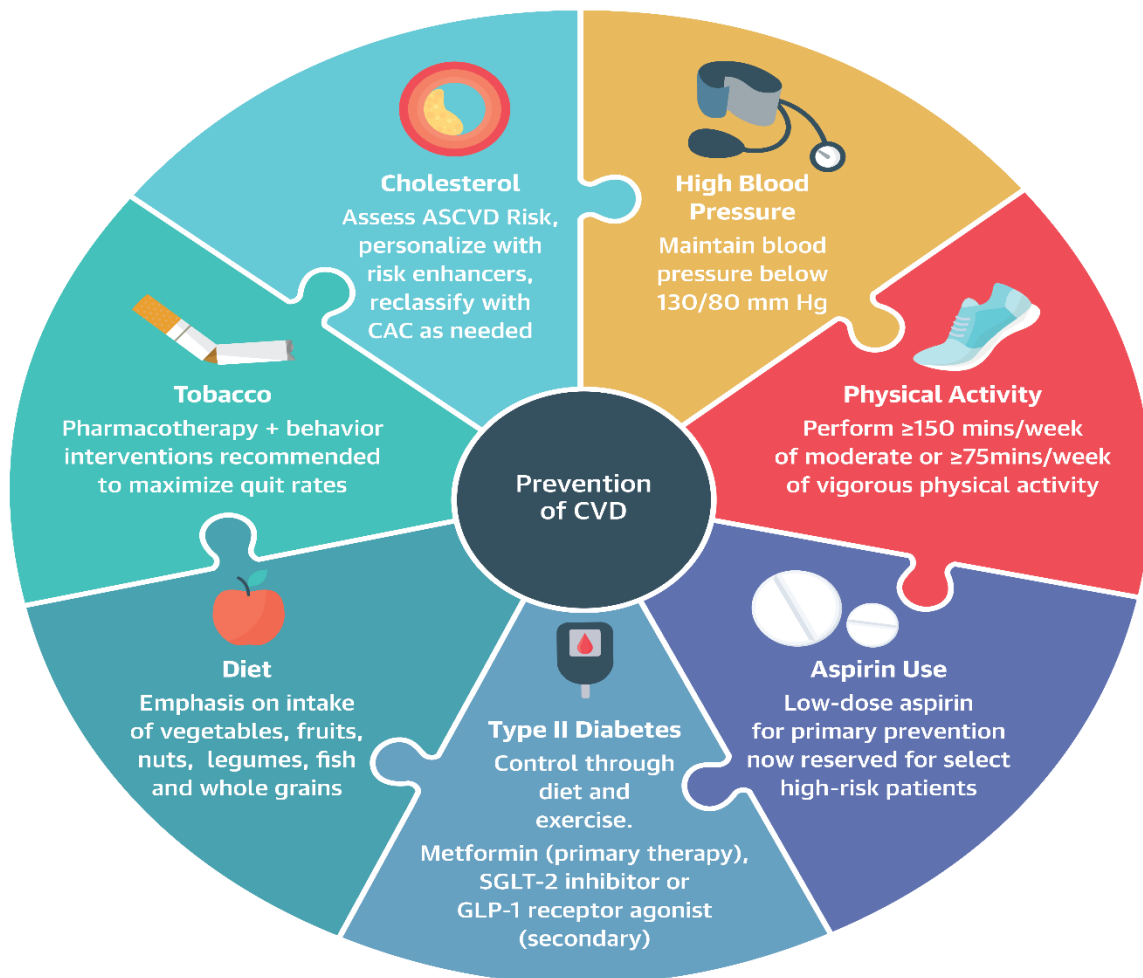 Cholesterol
Assess ASCVD Risk,
personalize with
risk enhancers,
reclassify with
CAC as needed
High Blood
Pressure
Maintain blood
pressure below
130/80 mm Hg
Tobacco
Pharmacotherapy + behavior
interventions recommended
to maximize quit rates
Physical Activity
Perform ≥150 mins/week
of moderate or ≥75mins/week
of vigorous physical activity
Prevention
of CVD
Diet
Emphasis on intake
of vegetables, fruits,
nuts, legumes, fish
and whole grains
Type II Diabetes
Control through
diet and
exercise.
Metformin (primary therapy),
SGLT-2 inhibitor or
GLP-1 receptor agonist
(secondary)
Aspirin Use
Low-dose aspirin
for primary prevention
now reserved for select
high-risk patients